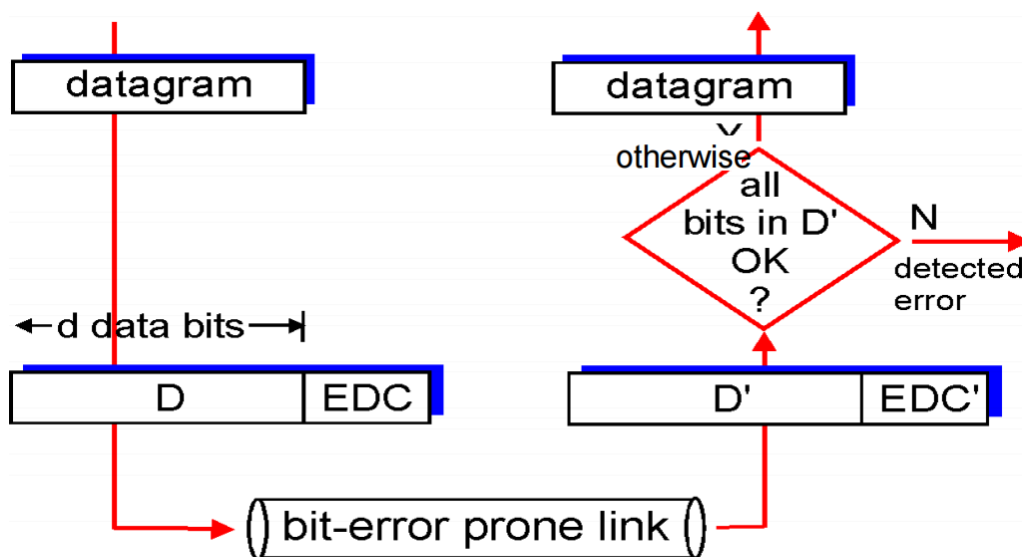 datagram
datagram
Y
otherwise
all
bits in D'
OK
?
N
detected
error
d data bits
D
EDC
D'
EDC'
bit-error prone link